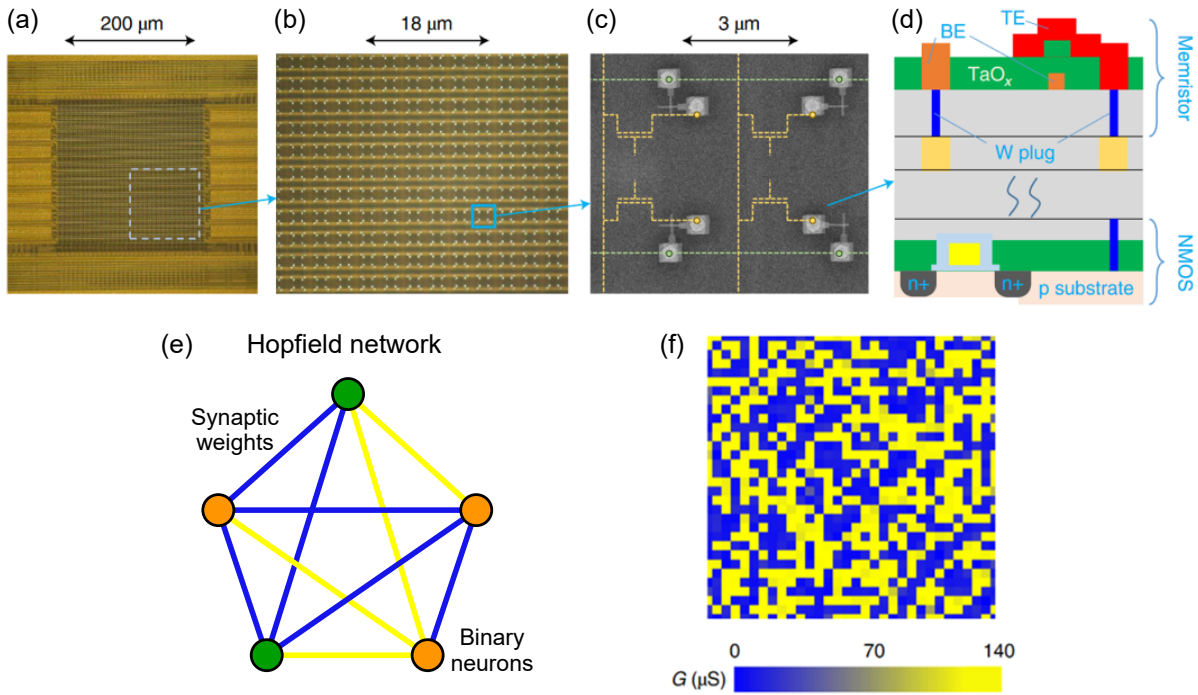 (a)
200 μm
(b)
18 μm
(c)
3 μm
(d)
TE
BE
TaOx
Memristor
W plug
NMOS
n+
n+
p substrate
(e)
Hopfield network
Synaptic
weights
Binary
neurons
(f)
0
70
140
G (μS)